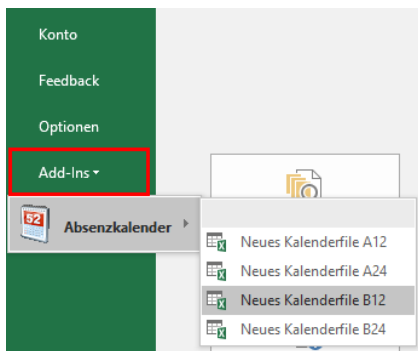 Konto
Feedback
Optionen
Add-Ins
52
Absenzkalender
Neues Kalenderfile A12
Neues Kalenderfile A24
Neues Kalenderfile B12
Neues Kalenderfile B24